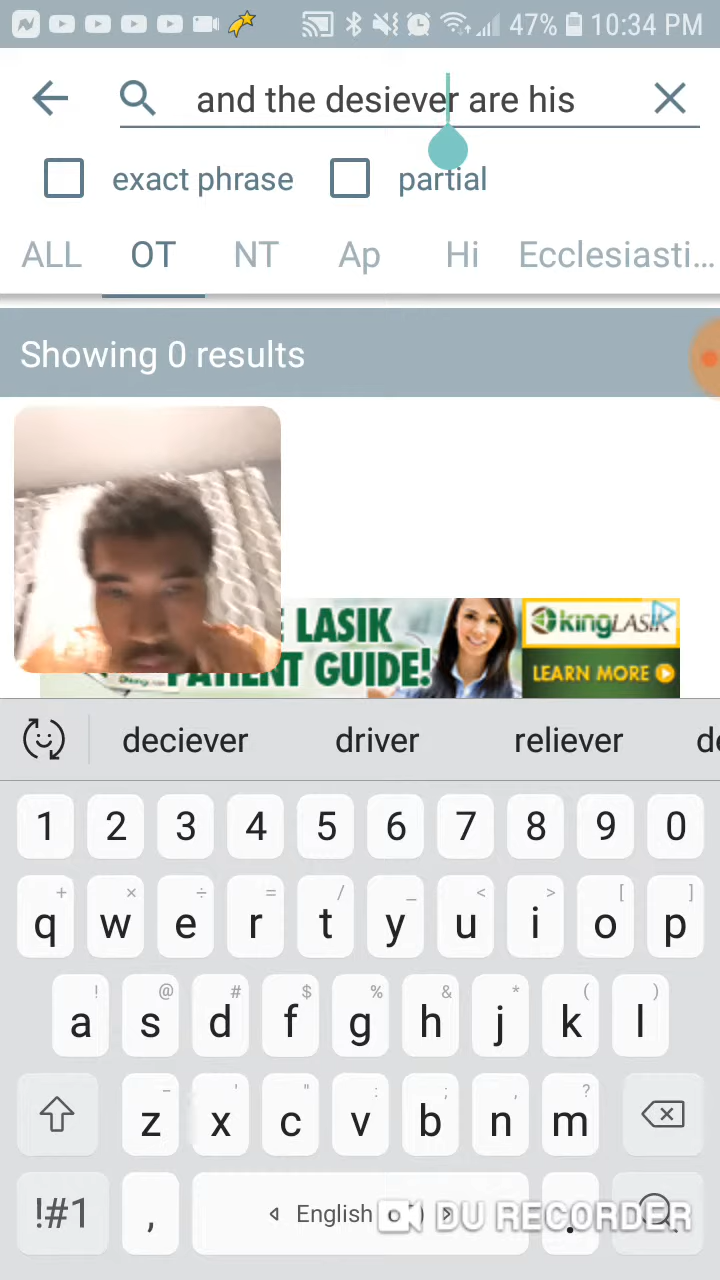 47% 10:34 PM
and the desiever are his
exact phrase partial
ALL OT NT Ap Hi Ecclesiasti...
Showing 0 results
LASIK
PATIENT GUIDE!
kingLASIK
LEARN MORE
deciever driver reliever
1 2 3 4 5 6 7 8 9 0
+ × ÷ = / _ < > [ ]
q w e r t y u i o p
! @ # $ % & * ( )
a s d f g h j k l
- ' " : ; , ?
z x c v b n m
!#1 , English .
DU RECORDER